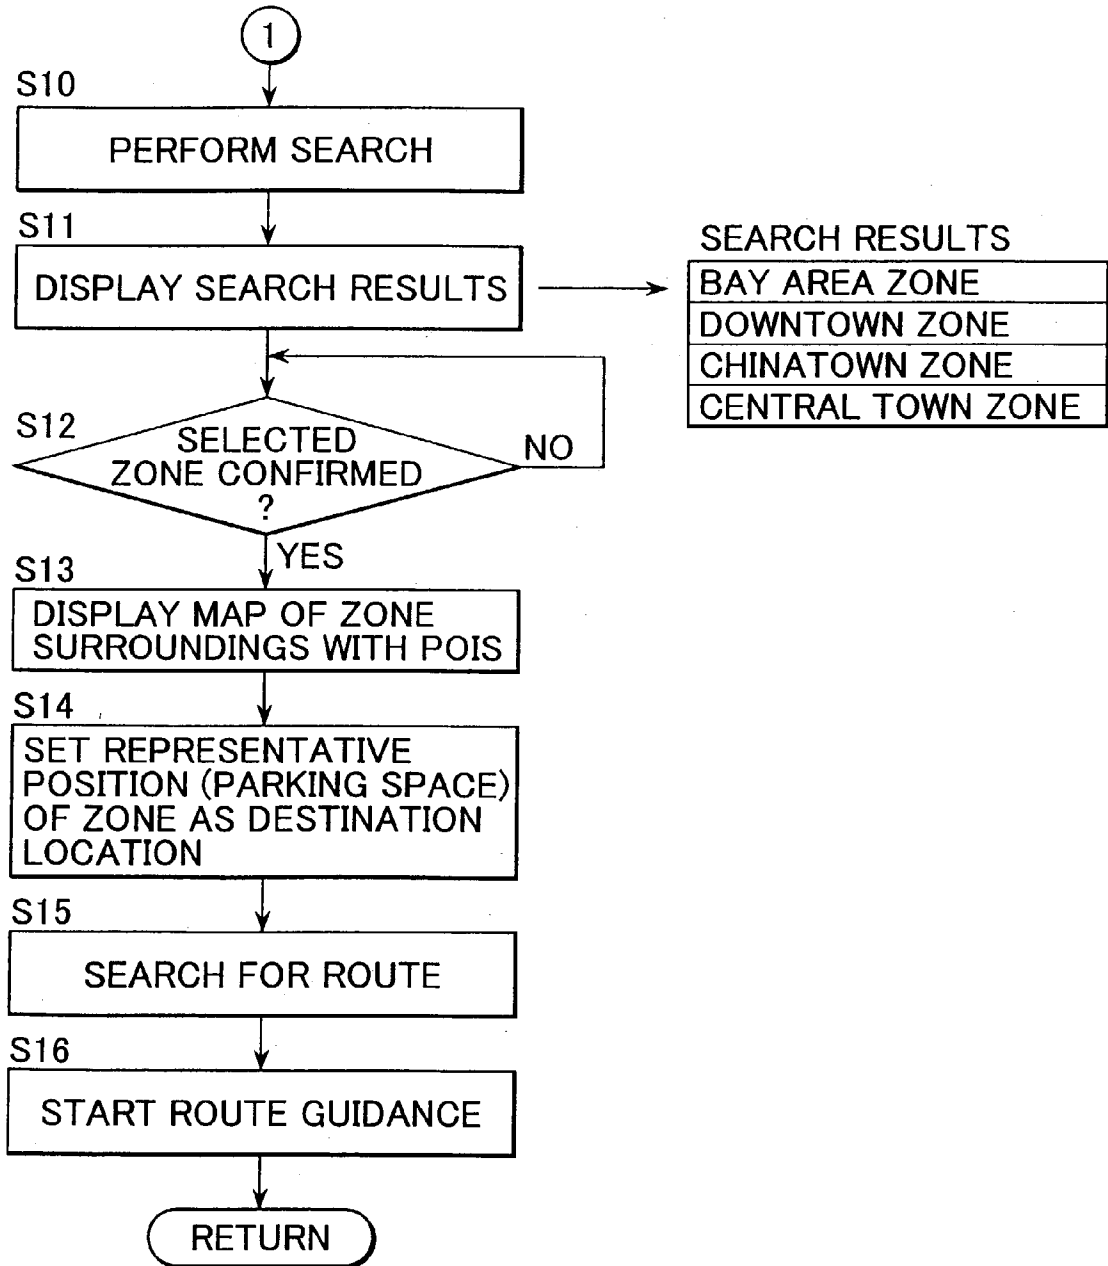 1
S10
PERFORM SEARCH
S11
DISPLAY SEARCH RESULTS
SEARCH RESULTS
BAY AREA ZONE
DOWNTOWN ZONE
CHINATOWN ZONE
CENTRAL TOWN ZONE
S12
SELECTED
ZONE CONFIRMED
?
NO
YES
S13
DISPLAY MAP OF ZONE
SURROUNDINGS WITH POIS
S14
SET REPRESENTATIVE
POSITION (PARKING SPACE)
OF ZONE AS DESTINATION
LOCATION
S15
SEARCH FOR ROUTE
S16
START ROUTE GUIDANCE
RETURN